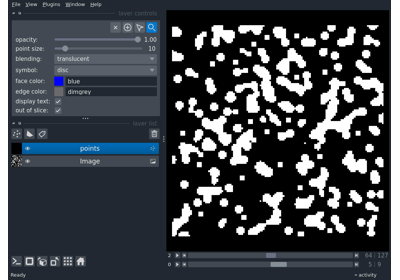 File View Plugins Window Help
layer controls
opacity: 1.00
point size: 10
blending: translucent
symbol: disc
face color: blue
edge color: dimgrey
display text: ✓
out of slice: ✓
layer list
points
Image
2 64 127
0 5 9
Ready
activity